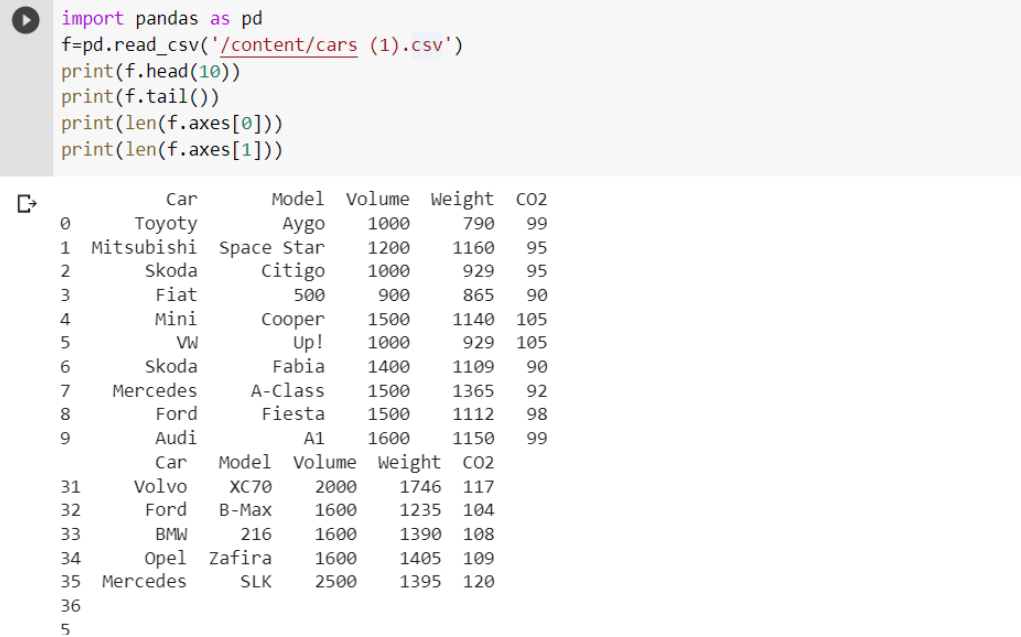 import pandas as pd
f=pd.read_csv('/content/cars (1).csv')
print(f.head(10))
print(f.tail())
print(len(f.axes[0]))
print(len(f.axes[1]))
Car Model Volume Weight CO2
0 Toyoty Aygo 1000 790 99
1 Mitsubishi Space Star 1200 1160 95
2 Skoda Citigo 1000 929 95
3 Fiat 500 900 865 90
4 Mini Cooper 1500 1140 105
5 VW Up! 1000 929 105
6 Skoda Fabia 1400 1109 90
7 Mercedes A-Class 1500 1365 92
8 Ford Fiesta 1500 1112 98
9 Audi A1 1600 1150 99
Car Model Volume Weight CO2
31 Volvo XC70 2000 1746 117
32 Ford B-Max 1600 1235 104
33 BMW 216 1600 1390 108
34 Opel Zafira 1600 1405 109
35 Mercedes SLK 2500 1395 120
36
5